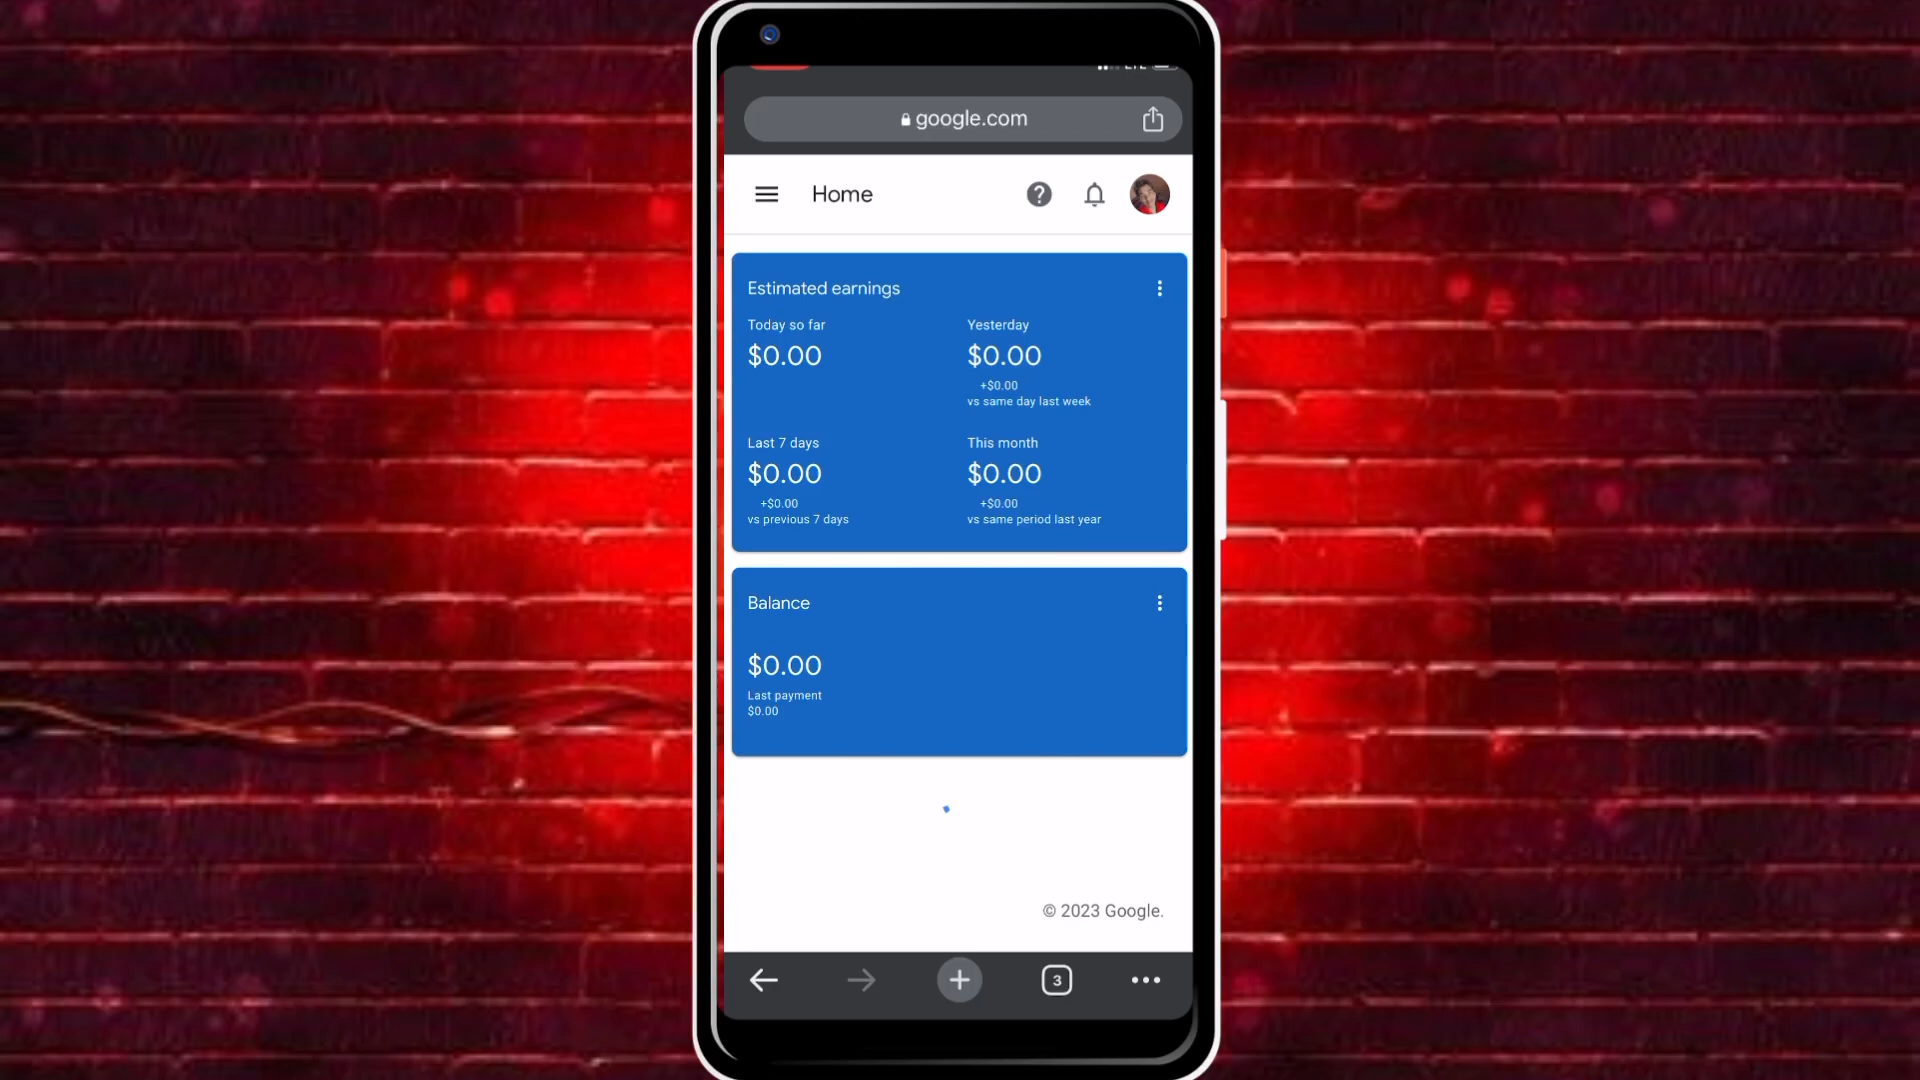 google.com
Home
Estimated earnings
Today so far
$0.00
Yesterday
$0.00
+$0.00
vs same day last week
Last 7 days
$0.00
+$0.00
vs previous 7 days
This month
$0.00
+$0.00
vs same period last year
Balance
$0.00
Last payment
$0.00
© 2023 Google.
3